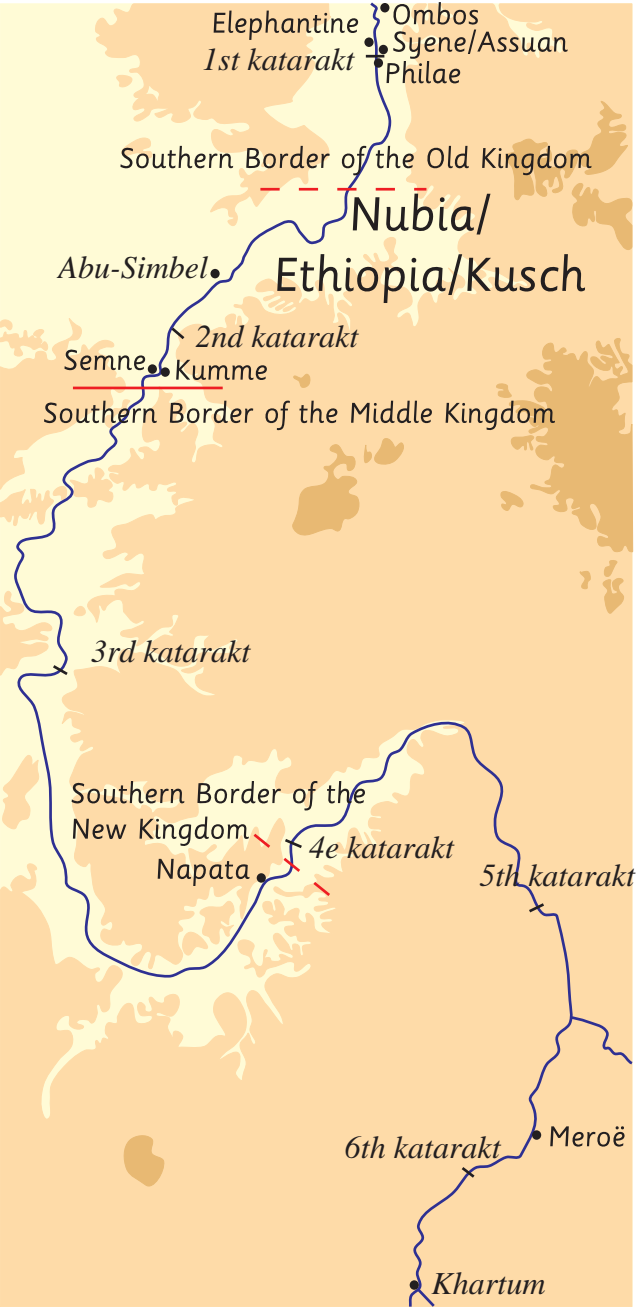 Ombos
Elephantine
Syene/Assuan
1st katarakt
Philae
Southern Border of the Old Kingdom
Nubia/
Ethiopia/Kusch
Abu-Simbel
2nd katarakt
Semne
Kumme
Southern Border of the Middle Kingdom
3rd katarakt
Southern Border of the
New Kingdom
4e katarakt
Napata
5th katarakt
Meroë
6th katarakt
Khartum